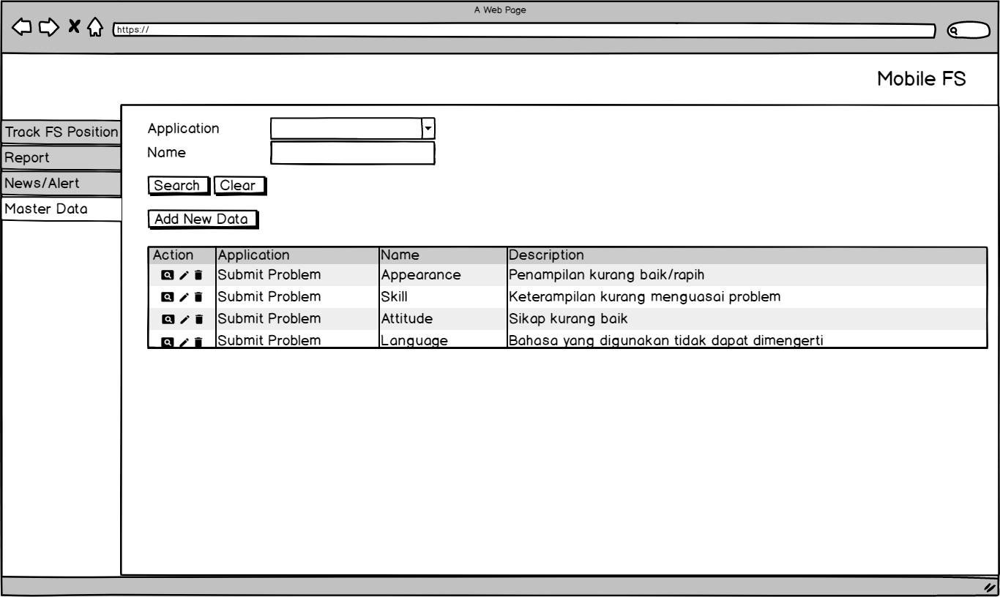 A Web Page
https://
Mobile FS
Track FS Position
Report
News/Alert
Master Data
Application
Name
Search Clear
Add New Data
Action Application Name Description
Submit Problem Appearance Penampilan kurang baik/rapih
Submit Problem Skill Keterampilan kurang menguasai problem
Submit Problem Attitude Sikap kurang baik
Submit Problem Language Bahasa yang digunakan tidak dapat dimengerti